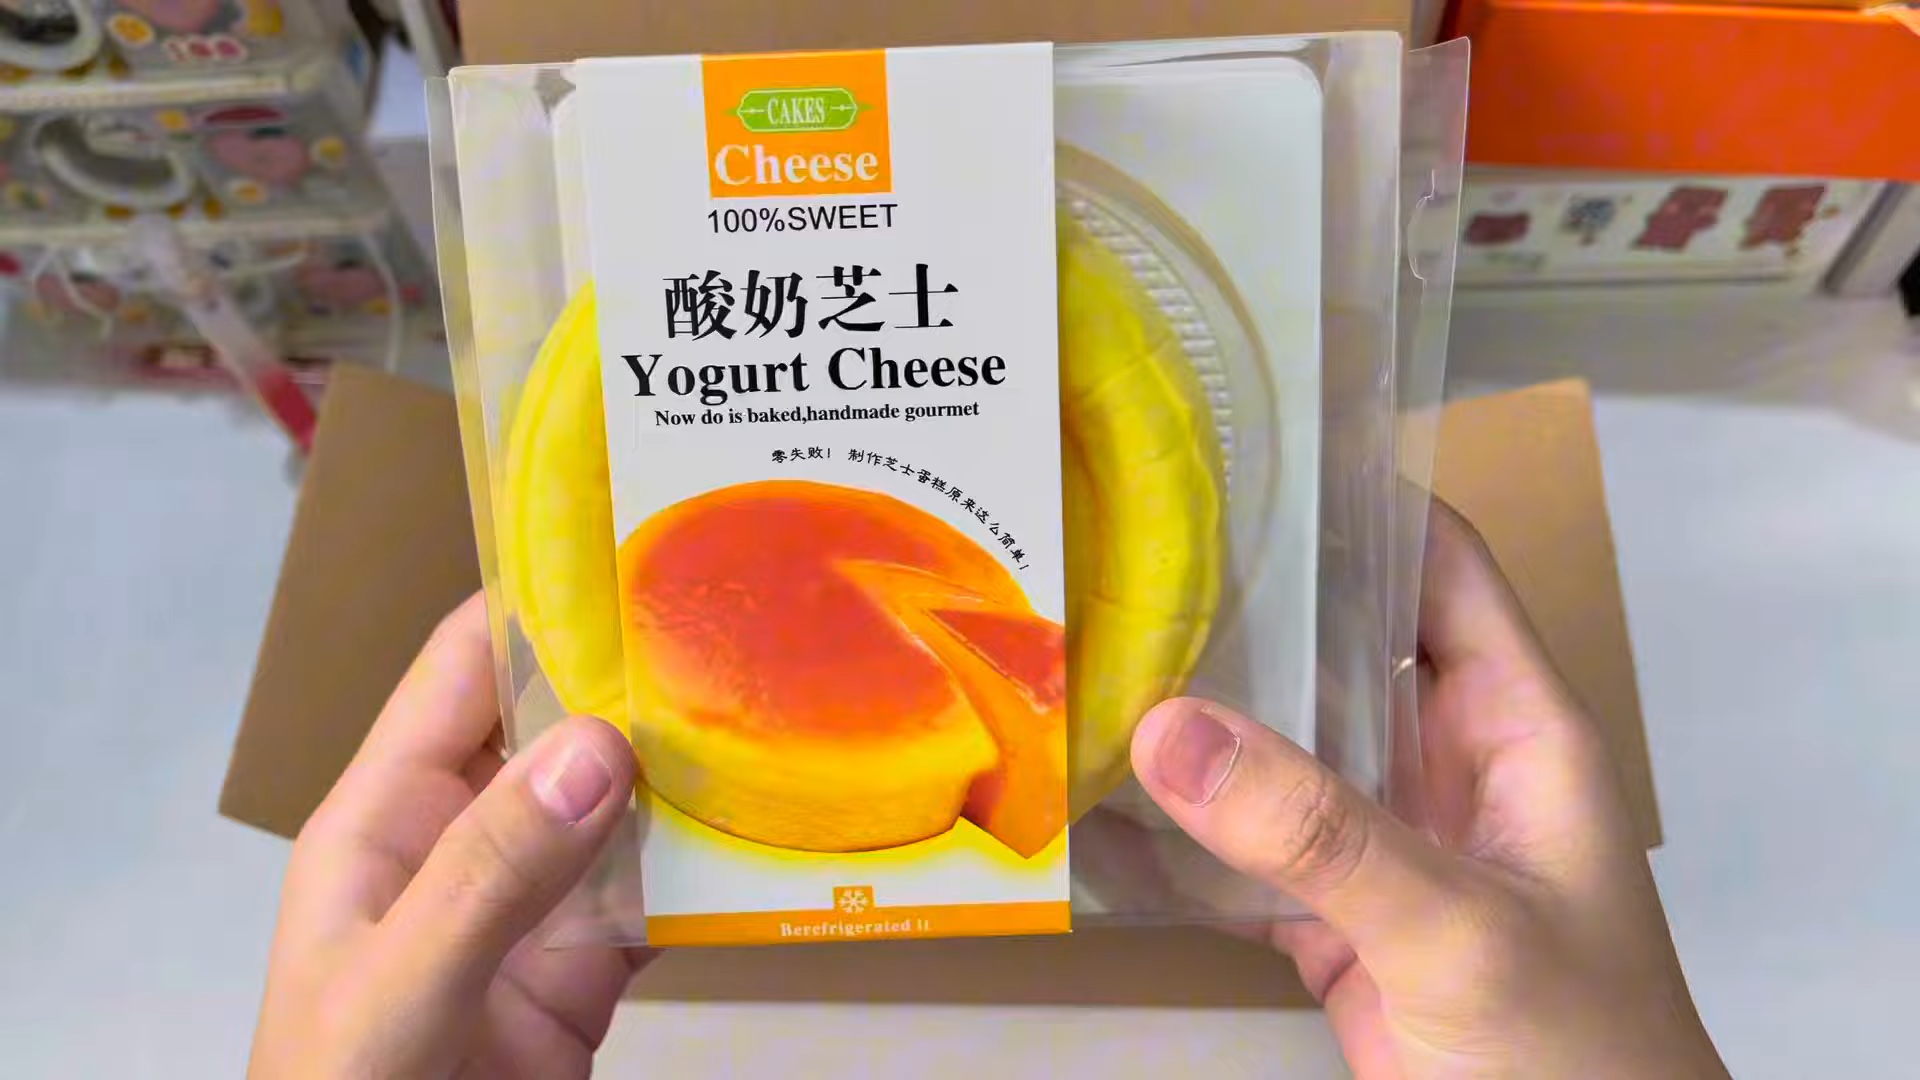 CAKES
Cheese
100%SWEET
酸奶芝士
Yogurt Cheese
Now do is baked,handmade gourmet
零失败! 制作芝士蛋糕原来这么简单!
Berefrigerated it